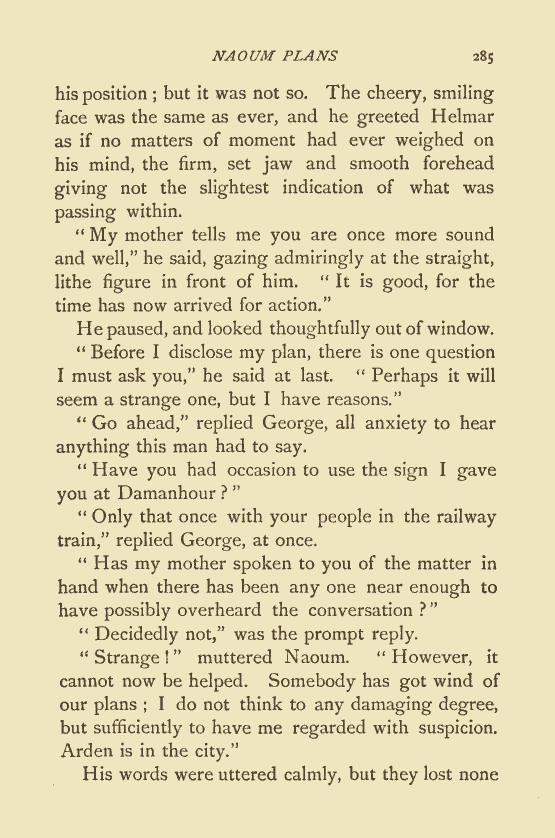 NAOUM PLANS 285
his position ; but it was not so. The cheery, smiling
face was the same as ever, and he greeted Helmar
as if no matters of moment had ever weighed on
his mind, the firm, set jaw and smooth forehead
giving not the slightest indication of what was
passing within.
“ My mother tells me you are once more sound
and well,” he said, gazing admiringly at the straight,
lithe figure in front of him. “ It is good, for the
time has now arrived for action.”
He paused, and looked thoughtfully out of window.
“ Before I disclose my plan, there is one question
I must ask you,” he said at last. “ Perhaps it will
seem a strange one, but I have reasons.”
“ Go ahead,” replied George, all anxiety to hear
anything this man had to say.
“ Have you had occasion to use the sign I gave
you at Damanhour ? ”
“ Only that once with your people in the railway
train,” replied George, at once.
“ Has my mother spoken to you of the matter in
hand when there has been any one near enough to
have possibly overheard the conversation ? ”
“ Decidedly not,” was the prompt reply.
“ Strange ! ” muttered Naoum. “ However, it
cannot now be helped. Somebody has got wind of
our plans ; I do not think to any damaging degree,
but sufficiently to have me regarded with suspicion.
Arden is in the city.”
His words were uttered calmly, but they lost none